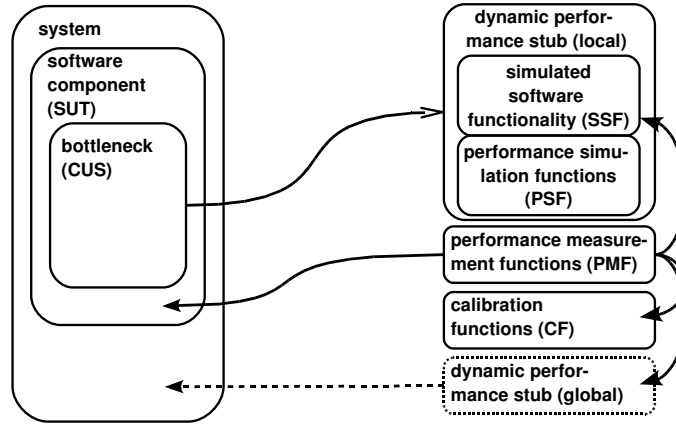 system
software
component
(SUT)
bottleneck
(CUS)
dynamic perfor-
mance stub (local)
simulated
software
functionality (SSF)
performance simu-
lation functions
(PSF)
performance measure-
ment functions (PMF)
calibration
functions (CF)
dynamic perfor-
mance stub (global)